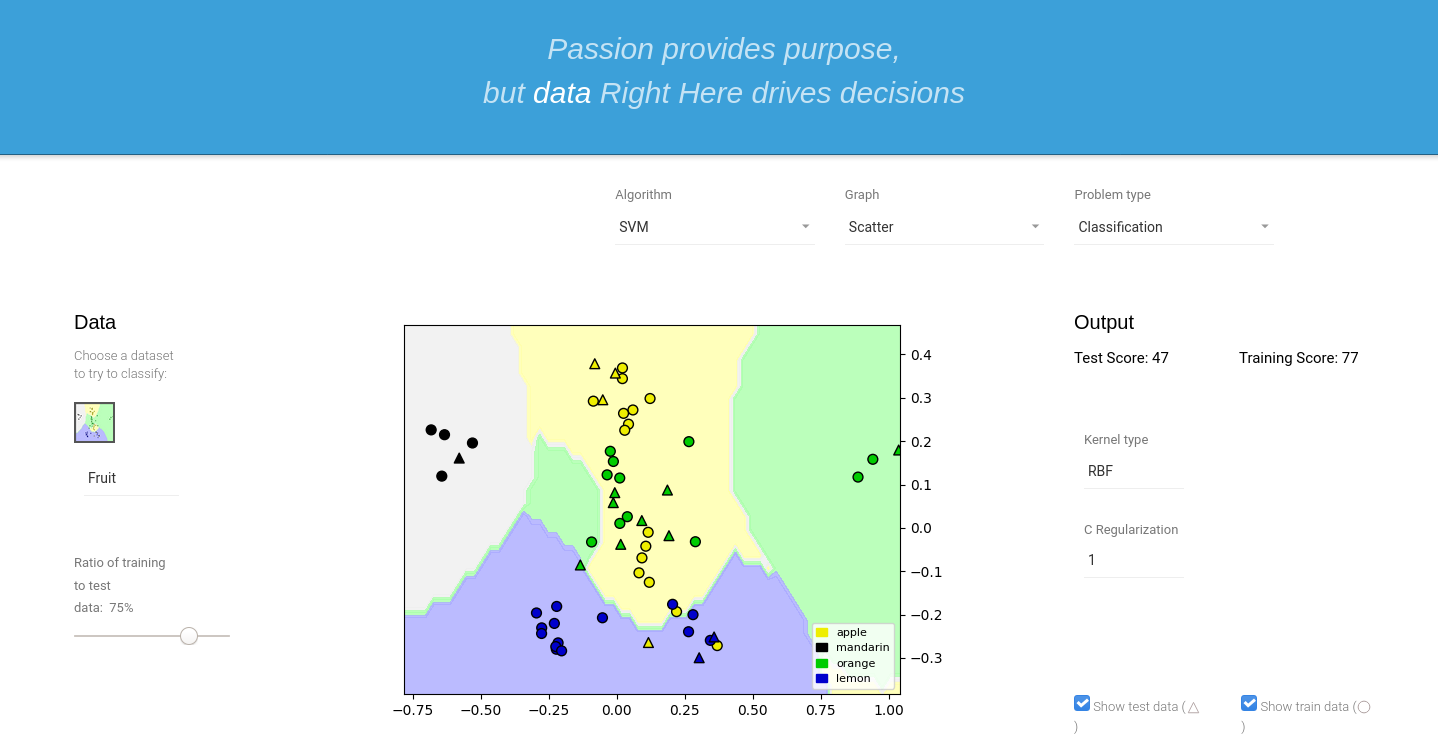 Passion provides purpose,
but data Right Here drives decisions
Algorithm
Graph
Problem type
SVM
Scatter
Classification
Data
Choose a dataset
to try to classify:
Fruit
Ratio of training
to test
data: 75%
0.4
0.3
0.2
0.1
0.0
−0.1
−0.2
−0.3
apple
mandarin
orange
lemon
−0.75
−0.50
−0.25
0.00
0.25
0.50
0.75
1.00
Output
Test Score: 47
Training Score: 77
Kernel type
RBF
C Regularization
1
Show test data (△
)
Show train data (◯
)